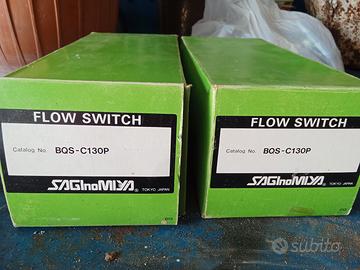 FLOW SWITCH
Catalog No. BQS-C130P
SAGInoMIYA® TOKYO JAPAN
FLOW SWITCH
Catalog No. BQS-C130P
SAGInoMIYA® TOKYO JAPAN
subito